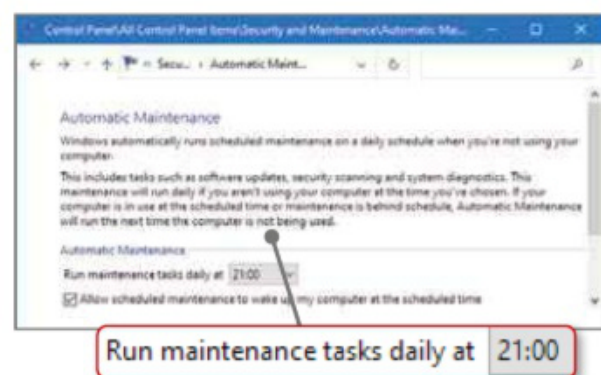 Control Panel\All Control Panel Items\Security and Maintenance\Automatic Mai...
« Secu... › Automatic Maint...
Automatic Maintenance
Windows automatically runs scheduled maintenance on a daily schedule when you're not using your
computer.
This includes tasks such as software updates, security scanning and system diagnostics. This
maintenance will run daily if you aren't using your computer at the time you've chosen. If your
computer is in use at the scheduled time or maintenance is behind schedule, Automatic Maintenance
will run the next time the computer is not being used.
Automatic Maintenance
Run maintenance tasks daily at 21:00
Allow scheduled maintenance to wake up my computer at the scheduled time
Run maintenance tasks daily at 21:00